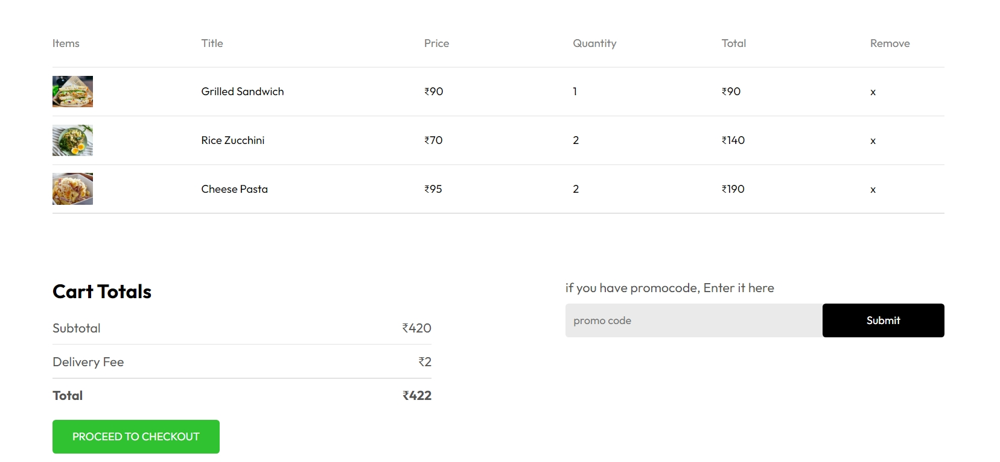 Items Title Price Quantity Total Remove
Grilled Sandwich ₹90 1 ₹90 x
Rice Zucchini ₹70 2 ₹140 x
Cheese Pasta ₹95 2 ₹190 x
Cart Totals
Subtotal ₹420
Delivery Fee ₹2
Total ₹422
PROCEED TO CHECKOUT
if you have promocode, Enter it here
promo code Submit